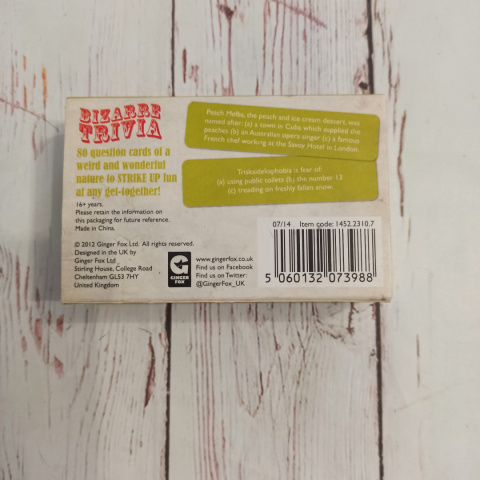 BIZARRE
TRIVIA
80 question cards of a
weird and wonderful
nature to STRIKE UP fun
at any get-together!
16+ years.
Please retain the information on
this packaging for future reference.
Made in China.
© 2012 Ginger Fox Ltd. All rights reserved.
Designed in the UK by
Ginger Fox Ltd
Stirling House, College Road
Cheltenham GL53 7HY
United Kingdom
Peach Melba, the peach and ice cream dessert, was
named after: (a) a town in Cuba which supplied the
peaches (b) an Australian opera singer (c) a famous
French chef working at the Savoy Hotel in London.
Triskaidekaphobia is fear of:
(a) using public toilets (b) the number 13
(c) treading on freshly fallen snow.
GINGER
FOX
www.gingerfox.co.uk
Find us on Facebook
Find us on Twitter:
@GingerFox_UK
07/14 Item code: 1452.2310.7
5 060132 073988